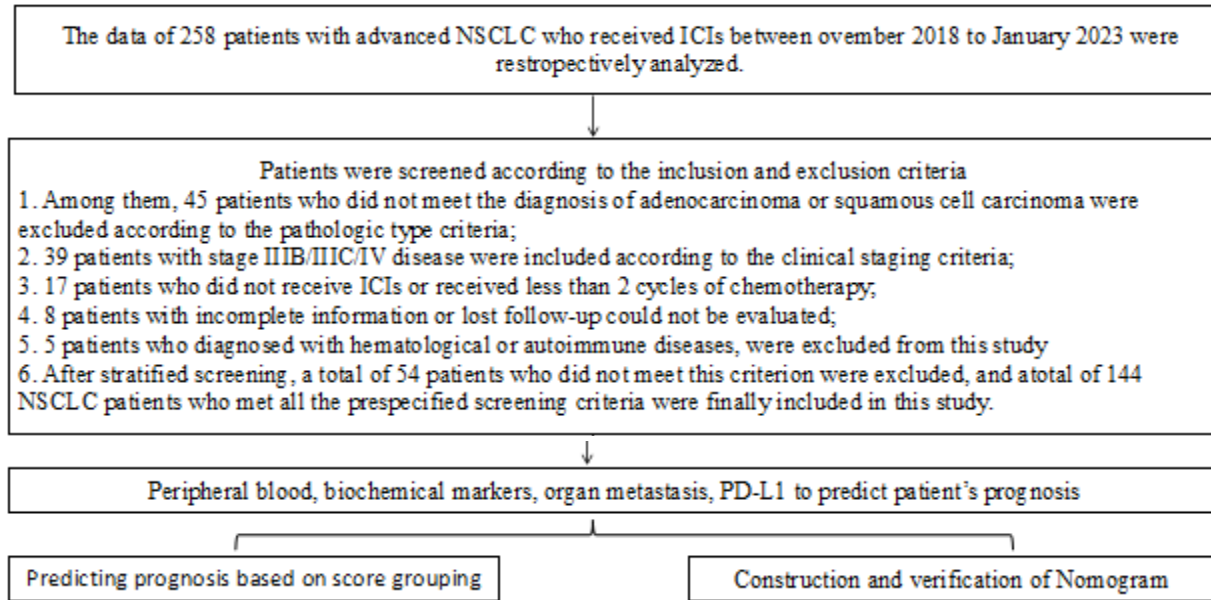 The data of 258 patients with advanced NSCLC who received ICIs between ovember 2018 to January 2023 were
restropectively analyzed.
Patients were screened according to the inclusion and exclusion criteria
1. Among them, 45 patients who did not meet the diagnosis of adenocarcinoma or squamous cell carcinoma were
excluded according to the pathologic type criteria;
2. 39 patients with stage IIIB/IIIC/IV disease were included according to the clinical staging criteria;
3. 17 patients who did not receive ICIs or received less than 2 cycles of chemotherapy;
4. 8 patients with incomplete information or lost follow-up could not be evaluated;
5. 5 patients who diagnosed with hematological or autoimmune diseases, were excluded from this study
6. After stratified screening, a total of 54 patients who did not meet this criterion were excluded, and atotal of 144
NSCLC patients who met all the prespecified screening criteria were finally included in this study.
Peripheral blood, biochemical markers, organ metastasis, PD-L1 to predict patient's prognosis
Predicting prognosis based on score grouping
Construction and verification of Nomogram